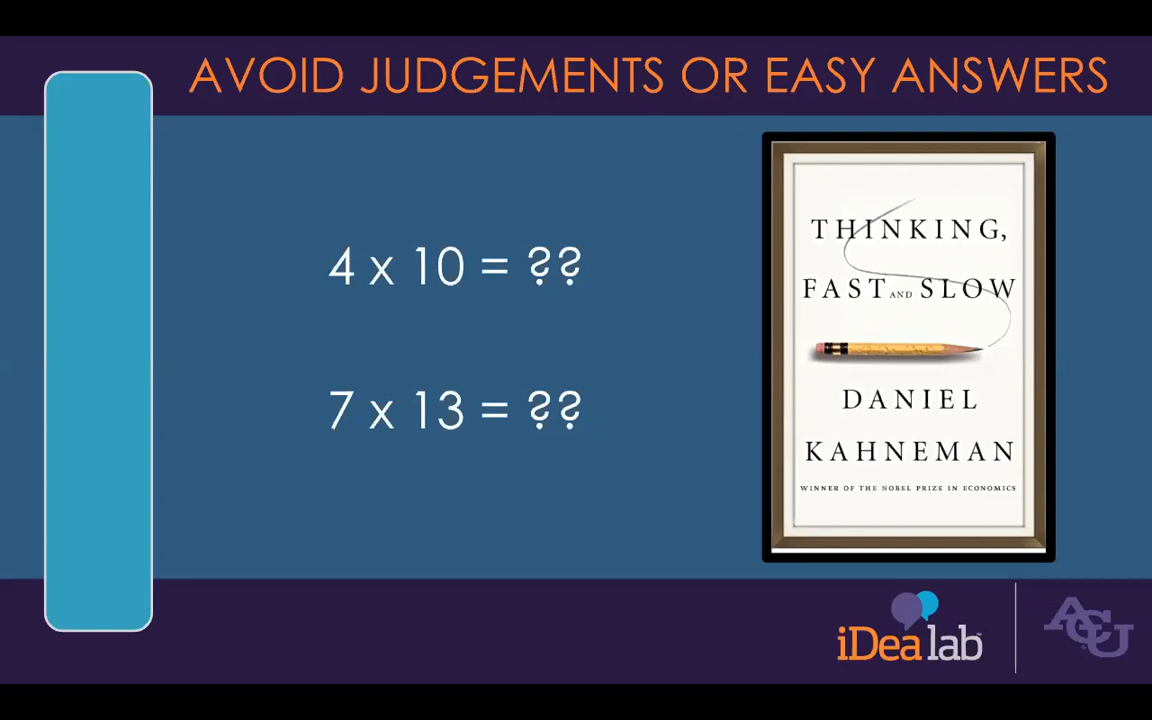 AVOID JUDGEMENTS OR EASY ANSWERS
4 x 10 = ??
7 x 13 = ??
THINKING,
FAST AND SLOW
DANIEL
KAHNEMAN
WINNER OF THE NOBEL PRIZE IN ECONOMICS
iDea lab
ACU